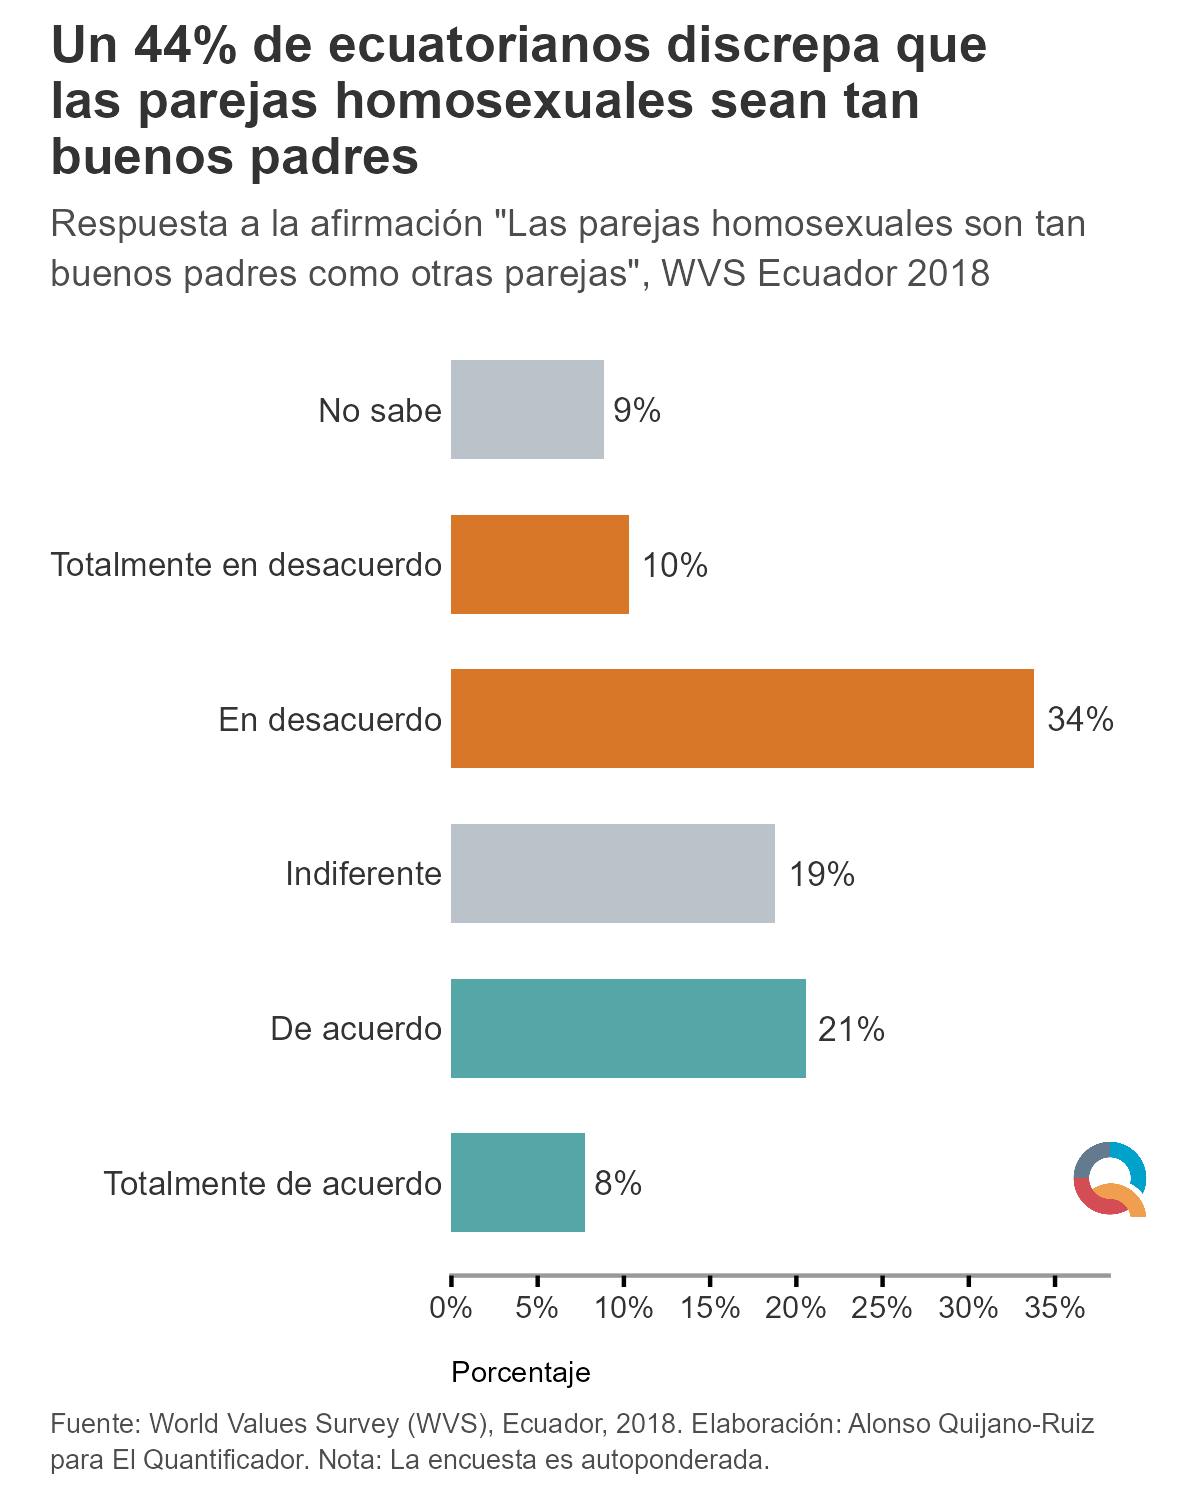 Un 44% de ecuatorianos discrepa que
las parejas homosexuales sean tan
buenos padres
Respuesta a la afirmación "Las parejas homosexuales son tan
buenos padres como otras parejas", WVS Ecuador 2018
No sabe 9%
Totalmente en desacuerdo 10%
En desacuerdo 34%
Indiferente 19%
De acuerdo 21%
Totalmente de acuerdo 8%
0% 5% 10% 15% 20% 25% 30% 35%
Porcentaje
Fuente: World Values Survey (WVS), Ecuador, 2018. Elaboración: Alonso Quijano-Ruiz
para El Quantificador. Nota: La encuesta es autoponderada.